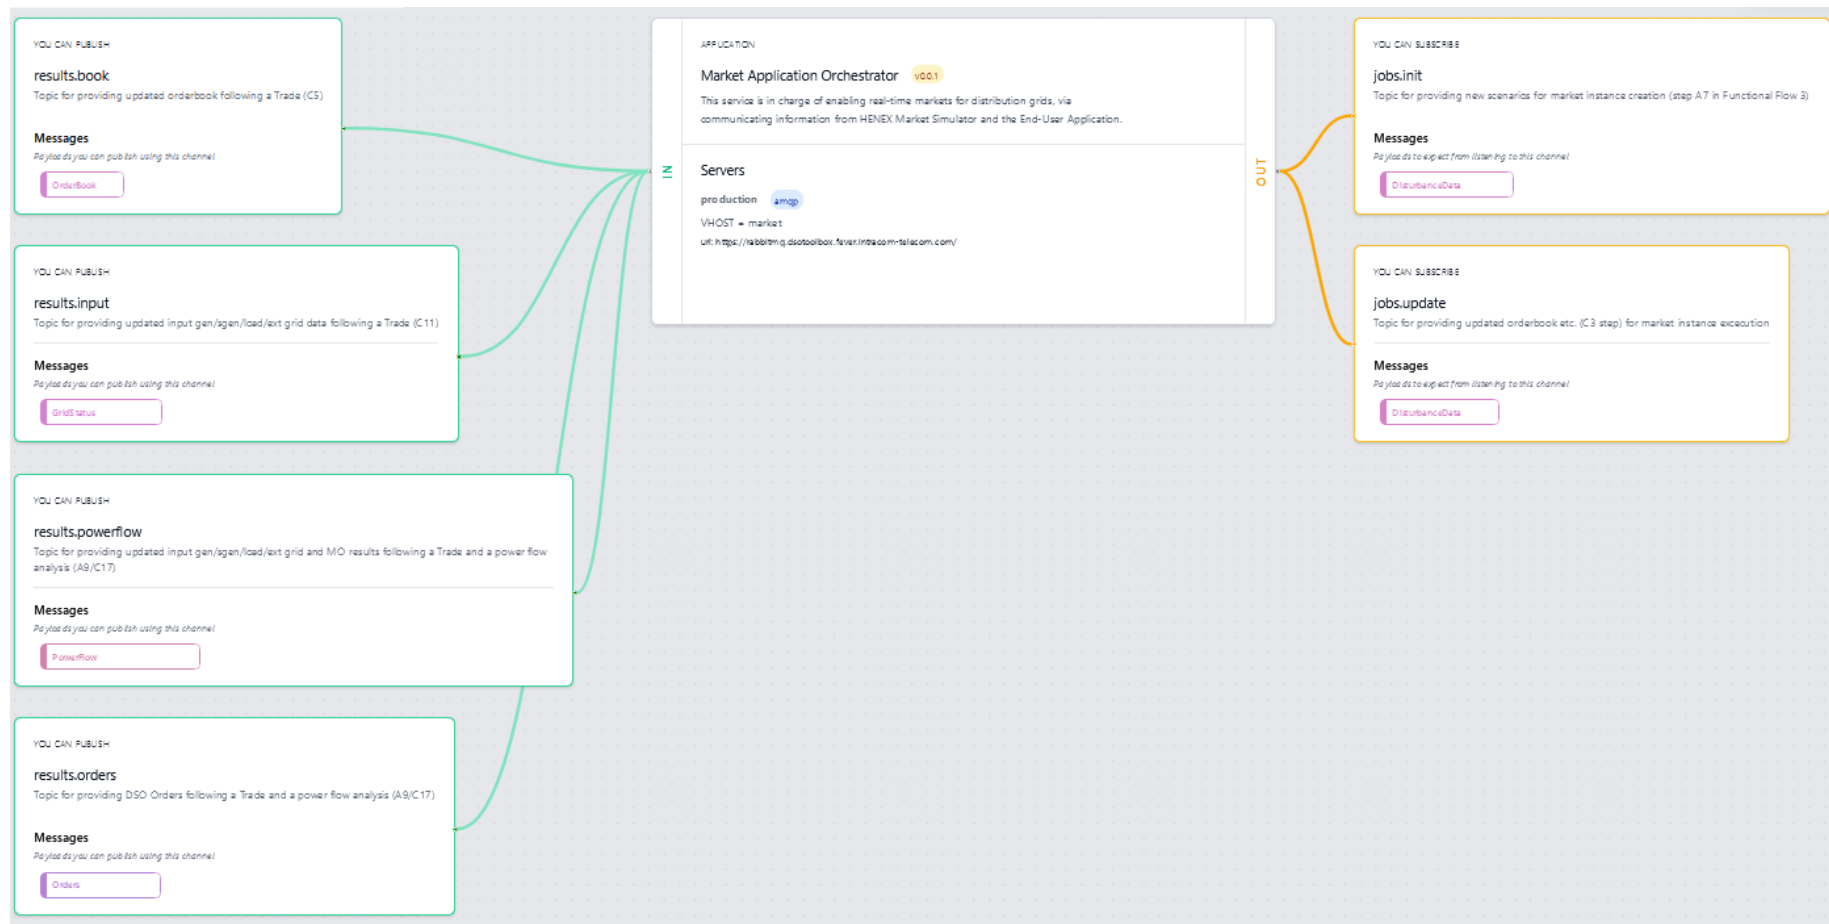 YOU CAN PUBLISH
results.book
Topic for providing updated orderbook following a Trade (C5)
Messages
Payloads you can publish using this channel
OrderBook
YOU CAN PUBLISH
results.input
Topic for providing updated input gen/sgen/load/ext grid data following a Trade (C11)
Messages
Payloads you can publish using this channel
GridStatus
YOU CAN PUBLISH
results.powerflow
Topic for providing updated input gen/sgen/load/ext grid and MO results following a Trade and a power flow
analysis (A9/C17)
Messages
Payloads you can publish using this channel
PowerFlow
YOU CAN PUBLISH
results.orders
Topic for providing DSO Orders following a Trade and a power flow analysis (A9/C17)
Messages
Payloads you can publish using this channel
Orders
IN
APPLICATION
Market Application Orchestrator v0.0.1
This service is in charge of enabling real-time markets for distribution grids, via
communicating information from HENEX Market Simulator and the End-User Application.
Servers
production amqp
VHOST = market
url: https://rabbitmq.dsotoolbox.fever.intracom-telecom.com/
OUT
YOU CAN SUBSCRIBE
jobs.init
Topic for providing new scenarios for market instance creation (step A7 in Functional Flow 3)
Messages
Payloads to expect from listening to this channel
DisturbanceData
YOU CAN SUBSCRIBE
jobs.update
Topic for providing updated orderbook etc. (C3 step) for market instance excecution
Messages
Payloads to expect from listening to this channel
DisturbanceData